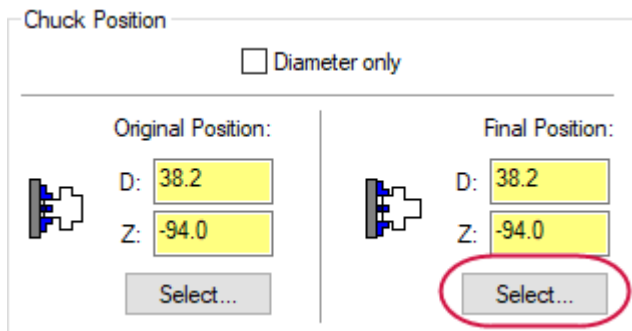 Chuck Position
Diameter only
Original Position:
D: 38.2
Z: -94.0
Select...
Final Position:
D: 38.2
Z: -94.0
Select...